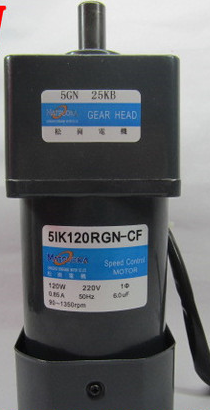 5GN 25KB
GEAR HEAD
5IK120RGN-CF
Speed Control
MOTOR
120W 220V 1Φ
0.85A 50Hz 6.0uF
90~1350rpm